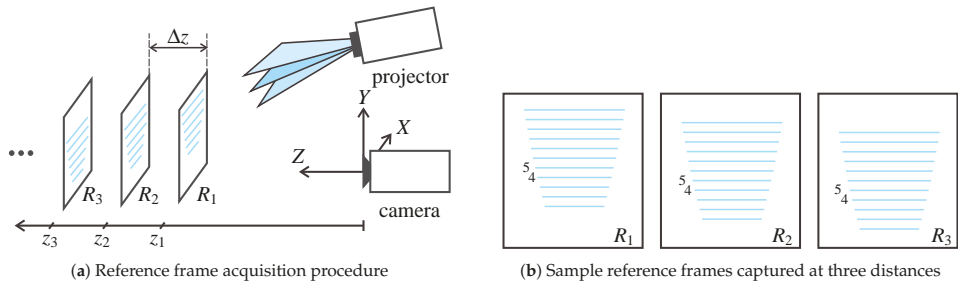 Δz
projector
Y
X
Z
...
R3
R2
R1
camera
z3
z2
z1
(a) Reference frame acquisition procedure
5
4
R1
5
4
R2
5
4
R3
(b) Sample reference frames captured at three distances